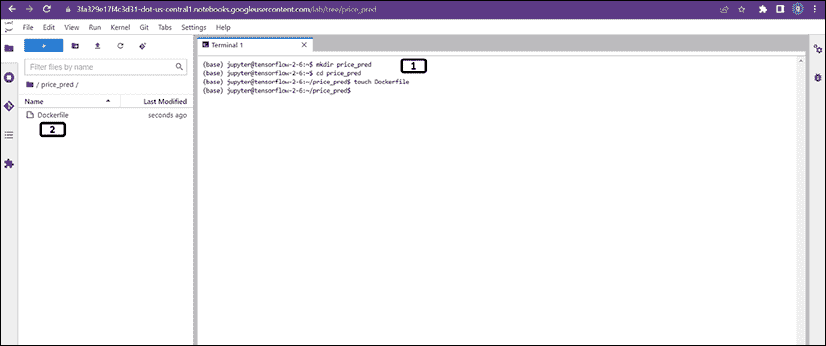 31a329e17f4c3d31-dot-us-central1.notebooks.googleusercontent.com/lab/tree/price_pred
File Edit View Run Kernel Git Tabs Settings Help
Terminal 1
/ price_pred /
Filter files by name
Name Last Modified
Dockerfile seconds ago
2
(base) jupyter@tensorflow-2-6:~$ mkdir price_pred
1
(base) jupyter@tensorflow-2-6:~$ cd price_pred
(base) jupyter@tensorflow-2-6:~/price_pred$ touch Dockerfile
(base) jupyter@tensorflow-2-6:~/price_pred$